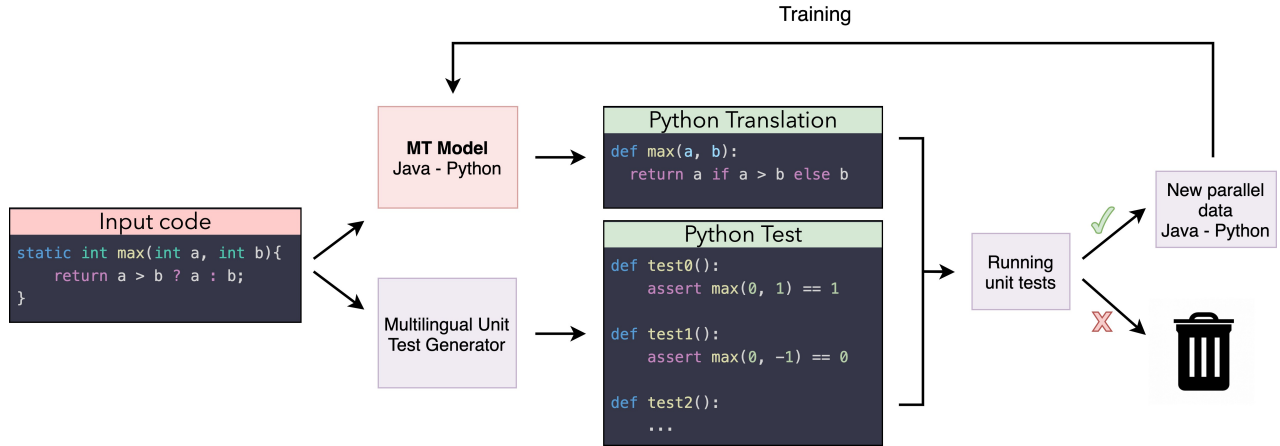 Training
Input code
static int max(int a, int b){
    return a > b ? a : b;
}
MT Model
Java - Python
Multilingual Unit
Test Generator
Python Translation
def max(a, b):
  return a if a > b else b
Python Test
def test0():
    assert max(0, 1) == 1
def test1():
    assert max(0, −1) == 0
def test2():
    ...
Running
unit tests
New parallel
data
Java - Python